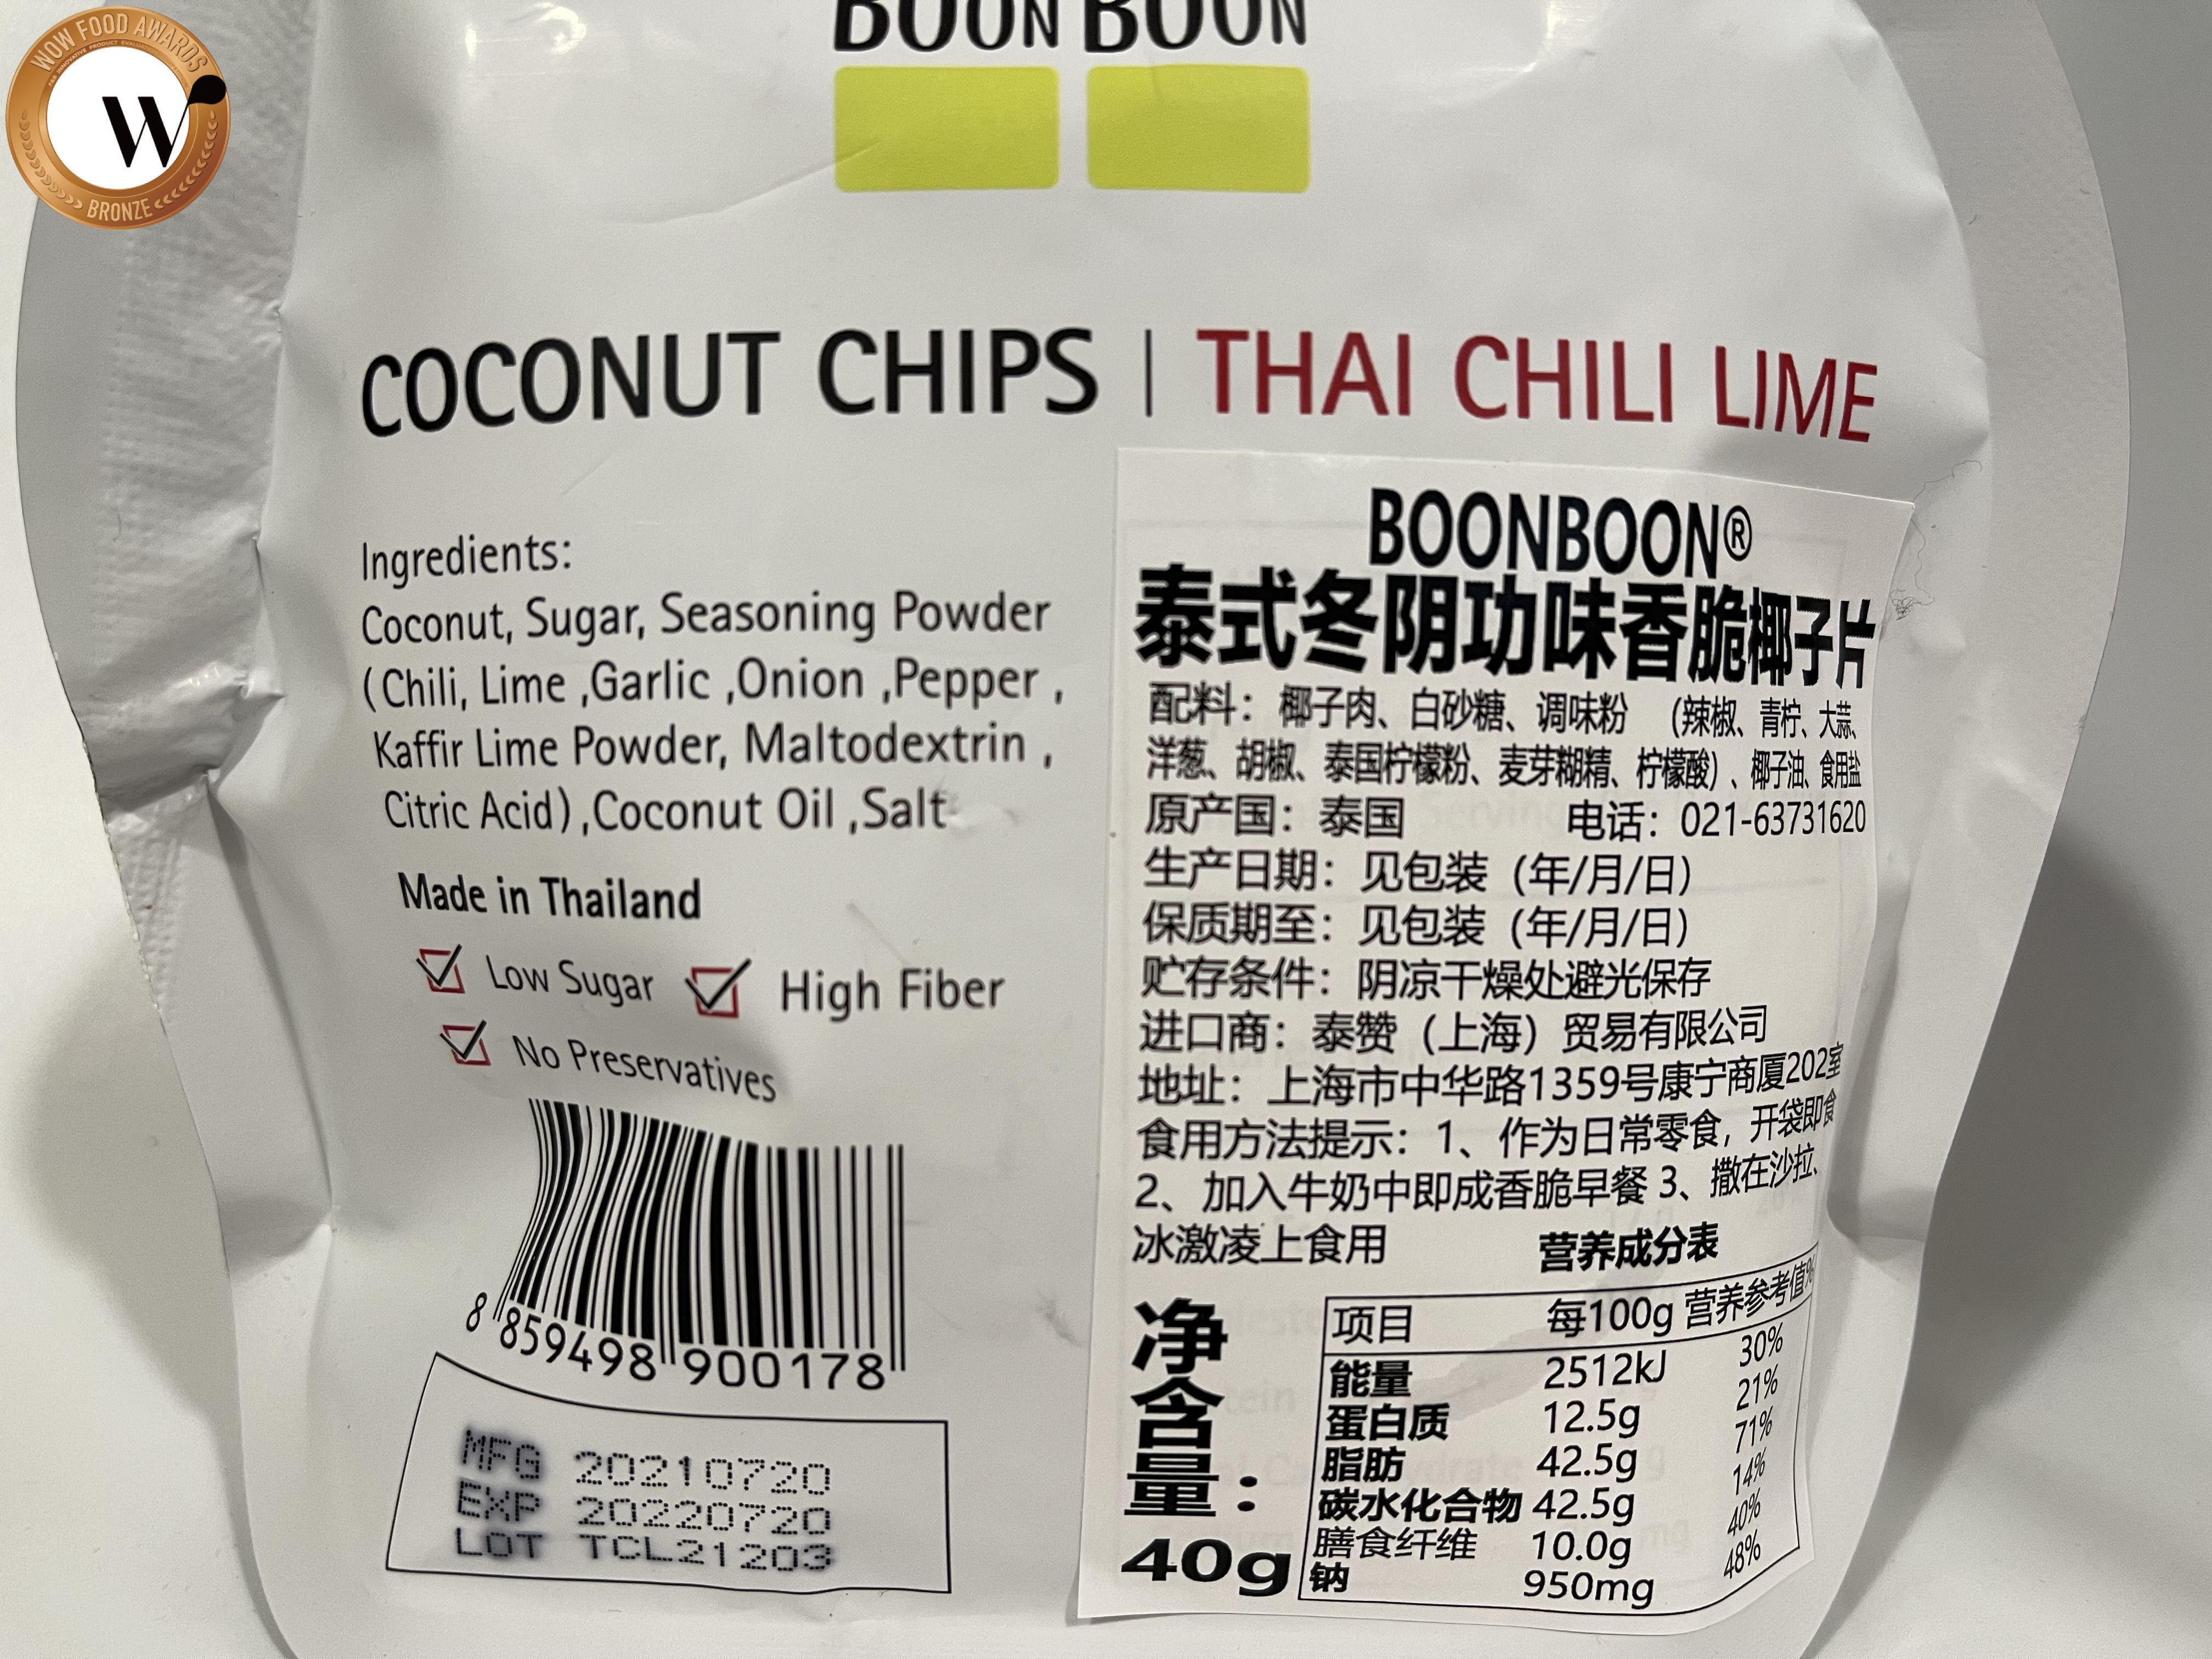 WOW FOOD AWARDS
W
BRONZE
BOON BOON
COCONUT CHIPS | THAI CHILI LIME
Ingredients:
Coconut, Sugar, Seasoning Powder
(Chili, Lime ,Garlic ,Onion ,Pepper ,
Kaffir Lime Powder, Maltodextrin ,
Citric Acid) ,Coconut Oil ,Salt
Made in Thailand
Low Sugar High Fiber
No Preservatives
8 859498 900178
MFG 20210720
EXP 20220720
LOT TCL21203
BOONBOON®
泰式冬阴功味香脆椰子片
配料：椰子肉、白砂糖、调味粉 （辣椒、青柠、大蒜、
洋葱、胡椒、泰国柠檬粉、麦芽糊精、柠檬酸）、椰子油、食用盐
原产国：泰国 电话：021-63731620
生产日期：见包装（年/月/日）
保质期至：见包装（年/月/日）
贮存条件：阴凉干燥处避光保存
进口商：泰赞（上海）贸易有限公司
地址：上海市中华路1359号康宁商厦202室
食用方法提示：1、作为日常零食，开袋即食
2、加入牛奶中即成香脆早餐 3、撒在沙拉、
冰激凌上食用
净含量：
40g
营养成分表
项目 每100g 营养参考值%
能量 2512kJ 30%
蛋白质 12.5g 21%
脂肪 42.5g 71%
碳水化合物 42.5g 14%
膳食纤维 10.0g 40%
钠 950mg 48%